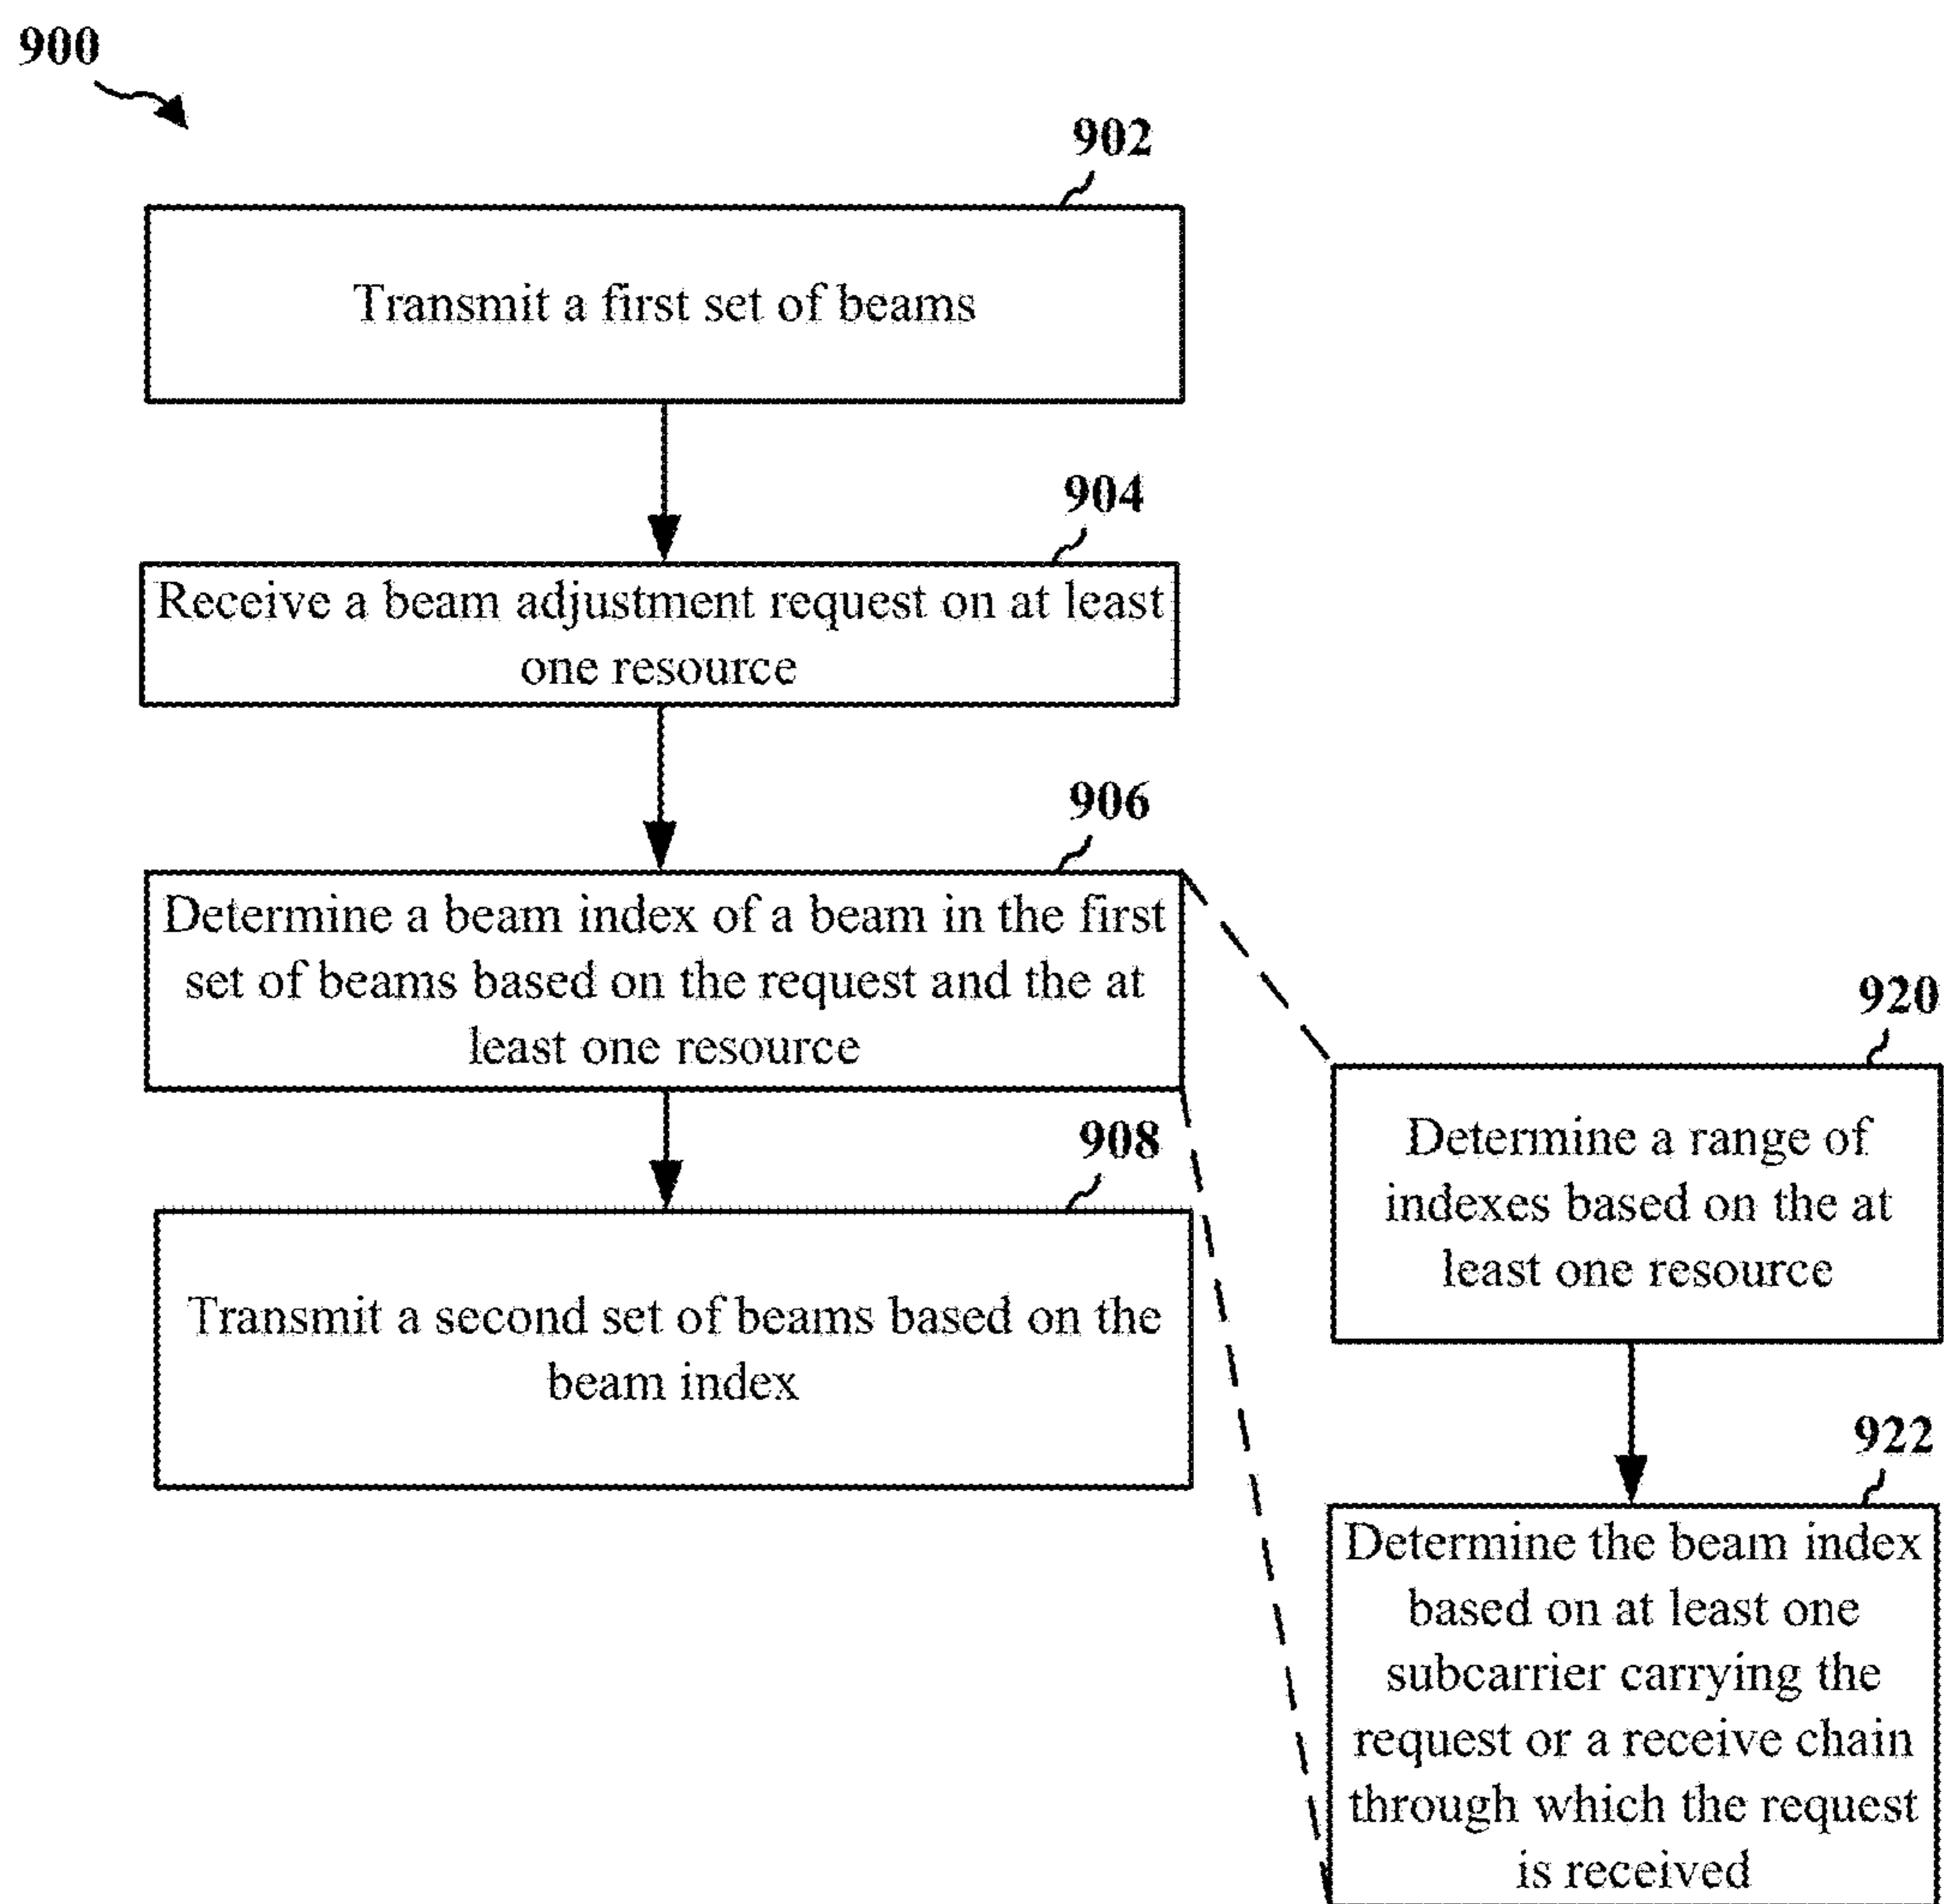 900
902
Transmit a first set of beams
904
Receive a beam adjustment request on at least
one resource
906
Determine a beam index of a beam in the first
set of beams based on the request and the at
least one resource
908
Transmit a second set of beams based on the
beam index
920
Determine a range of
indexes based on the at
least one resource
922
Determine the beam index
based on at least one
subcarrier carrying the
request or a receive chain
through which the request
is received